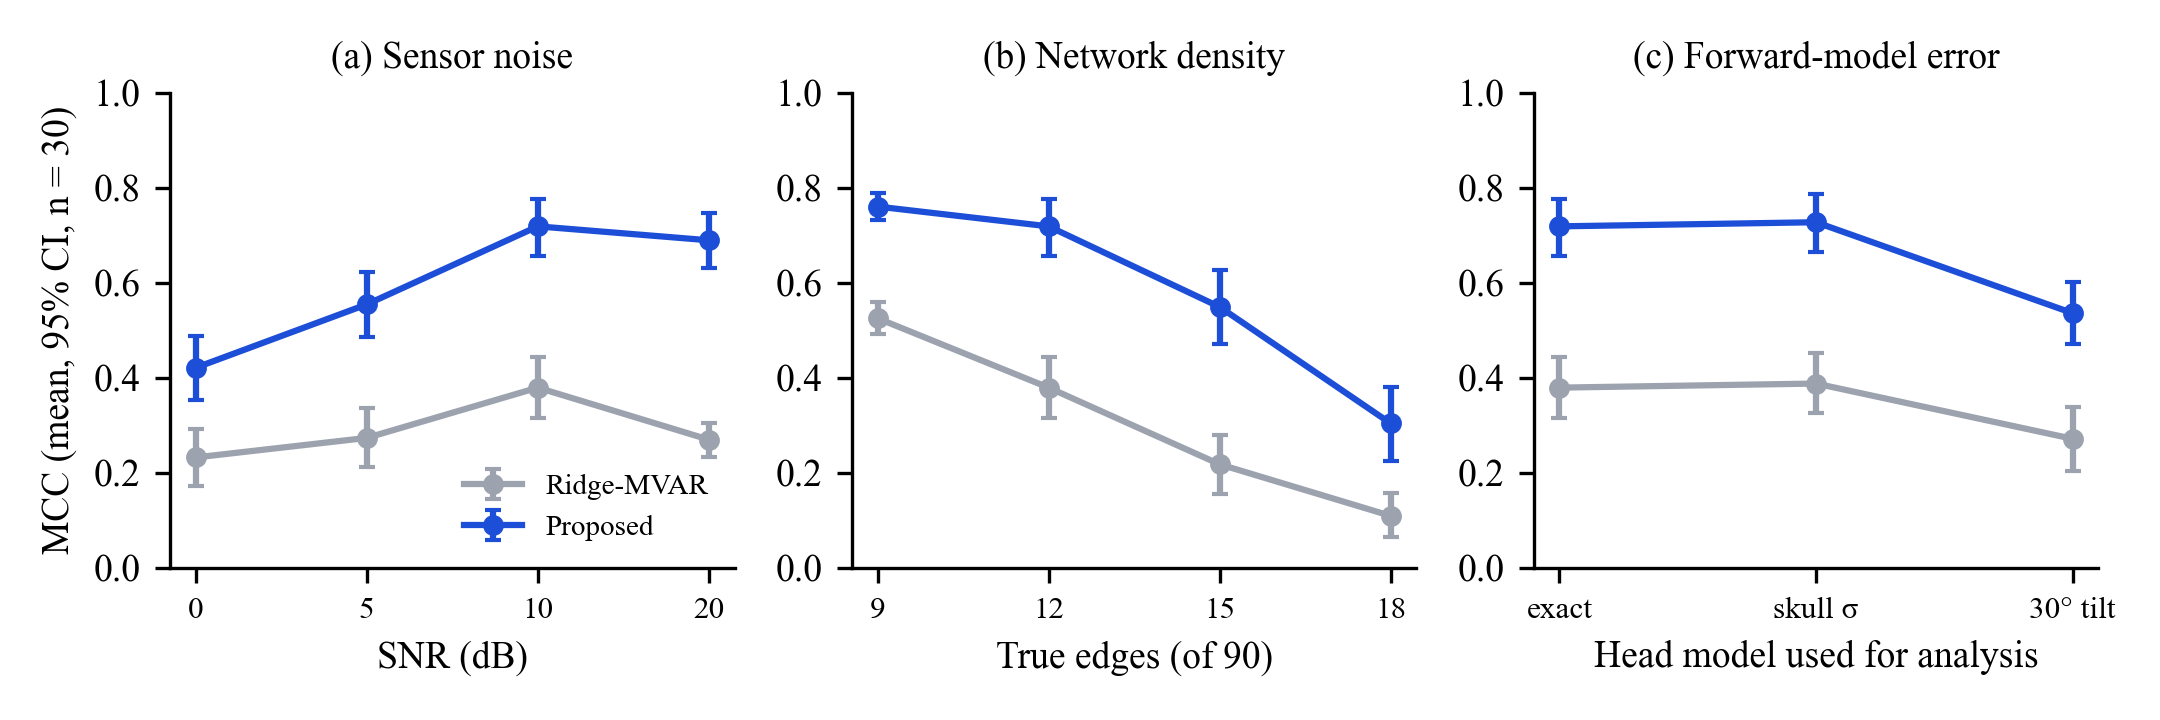 (a) Sensor noise
MCC (mean, 95% CI, n = 30)
1.0
0.8
0.6
0.4
0.2
0.0
0 5 10 20
SNR (dB)
Ridge-MVAR
Proposed
(b) Network density
1.0
0.8
0.6
0.4
0.2
0.0
9 12 15 18
True edges (of 90)
(c) Forward-model error
1.0
0.8
0.6
0.4
0.2
0.0
exact skull σ 30° tilt
Head model used for analysis